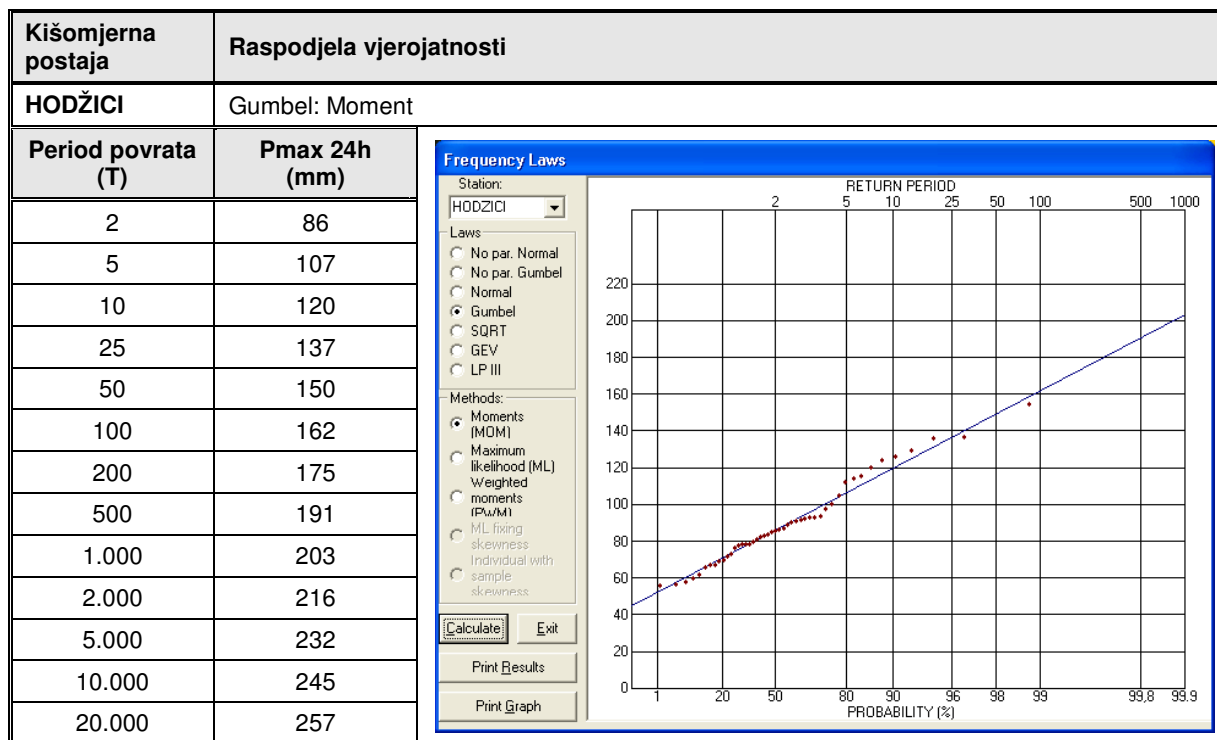 Kišomjerna
postaja
Raspodjela vjerojatnosti
HODŽICI
Gumbel: Moment
Period povrata
(T)
Pmax 24h
(mm)
2 86
5 107
10 120
25 137
50 150
100 162
200 175
500 191
1.000 203
2.000 216
5.000 232
10.000 245
20.000 257
Frequency Laws
Station:
HODZICI
Laws
No par. Normal
No par. Gumbel
Normal
Gumbel
SQRT
GEV
LP III
Methods:
Moments
(MOM)
Maximum
likelihood (ML)
Weighted
moments
(PWM)
ML fixing
skewness
Individual with
sample
skewness
Calculate Exit
Print Results
Print Graph
RETURN PERIOD
2 5 10 25 50 100 500 1000
220
200
180
160
140
120
100
80
60
40
20
0
1 20 50 80 90 96 98 99 99,8 99.9
PROBABILITY (%)